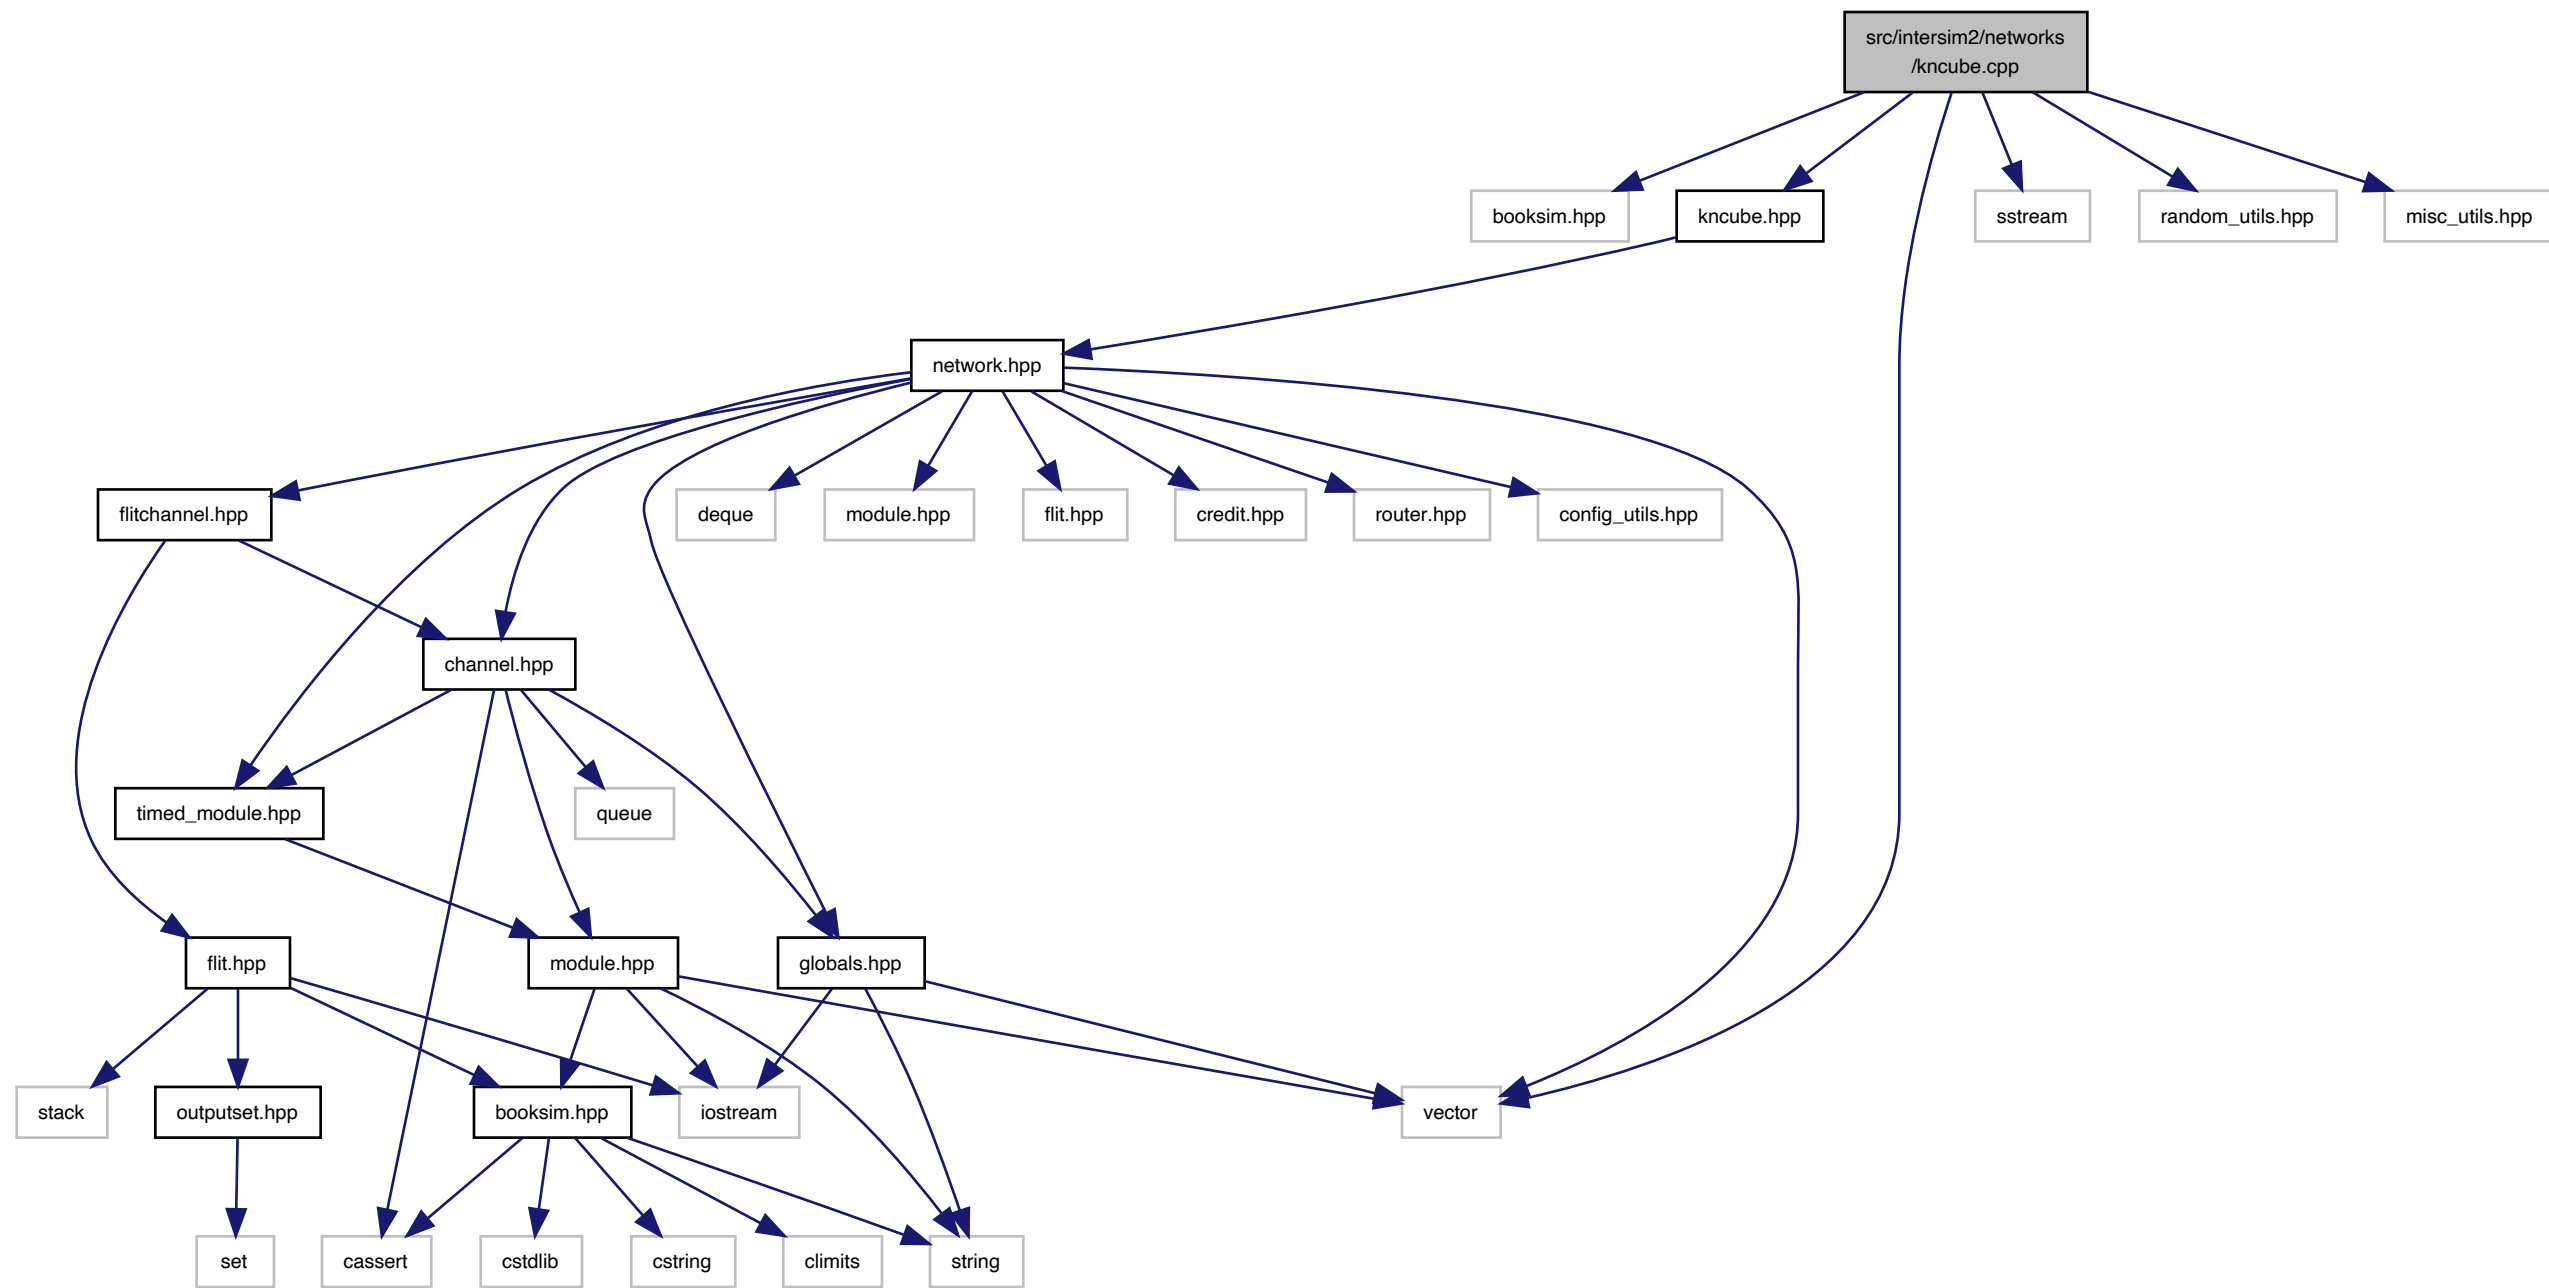 src/intersim2/networks
/kncube.cpp
booksim.hpp
kncube.hpp
sstream
random_utils.hpp
misc_utils.hpp
network.hpp
flitchannel.hpp
deque
module.hpp
flit.hpp
credit.hpp
router.hpp
config_utils.hpp
channel.hpp
timed_module.hpp
queue
flit.hpp
module.hpp
globals.hpp
stack
outputset.hpp
booksim.hpp
iostream
vector
set
cassert
cstdlib
cstring
climits
string